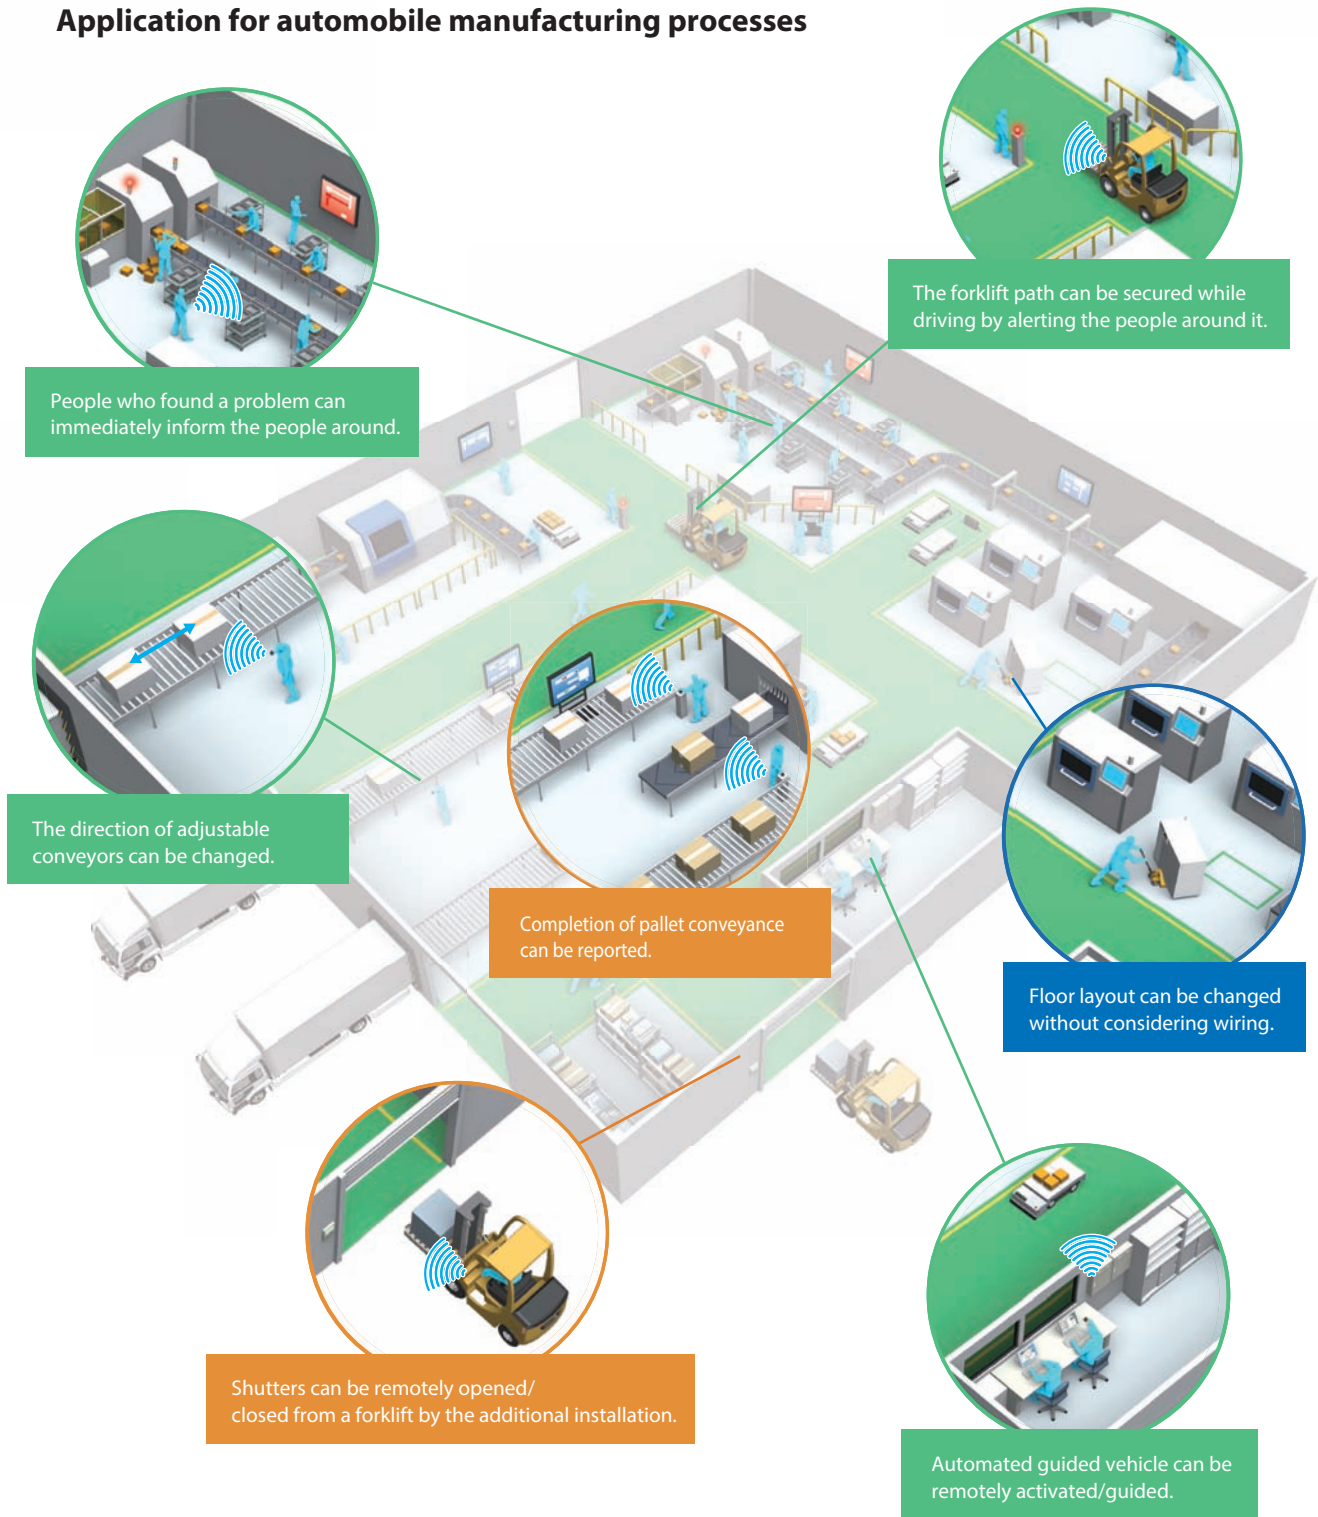 Application for automobile manufacturing processes
The forklift path can be secured while
driving by alerting the people around it.
People who found a problem can
immediately inform the people around.
The direction of adjustable
conveyors can be changed.
Completion of pallet conveyance
can be reported.
Floor layout can be changed
without considering wiring.
Shutters can be remotely opened/
closed from a forklift by the additional installation.
Automated guided vehicle can be
remotely activated/guided.